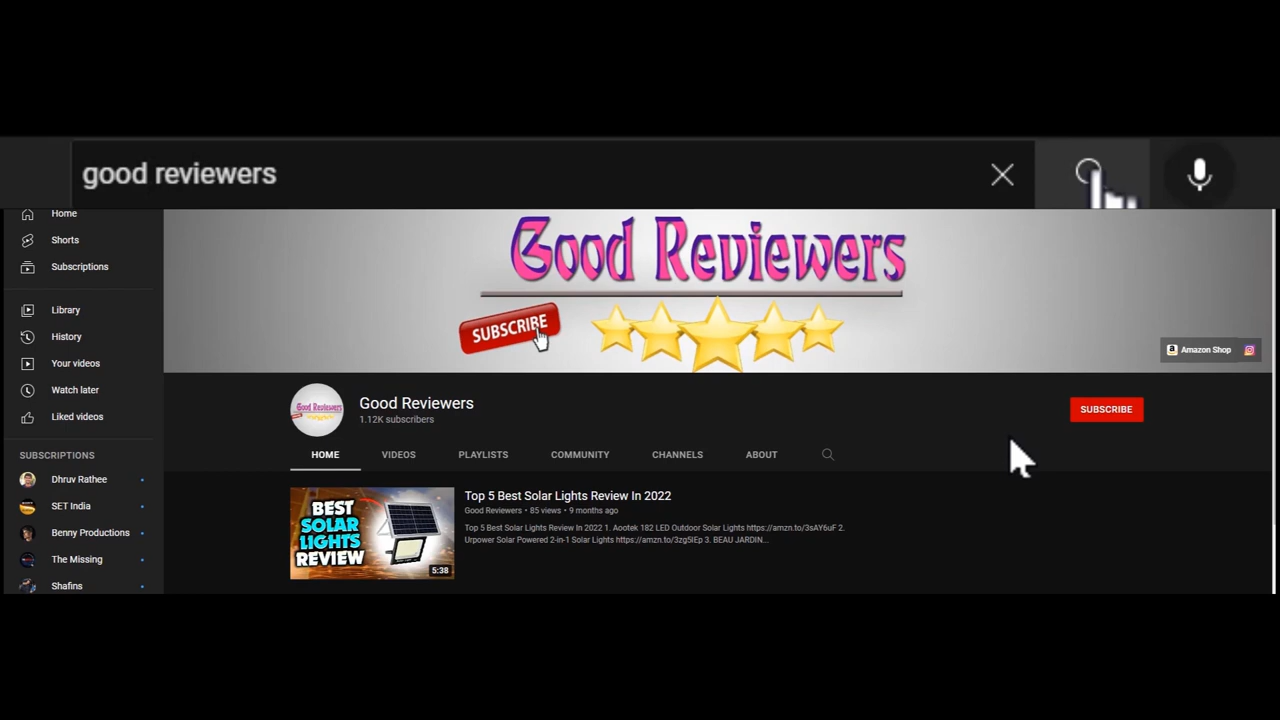 good reviewers
Home
Shorts
Subscriptions
Library
History
Your videos
Watch later
Liked videos
SUBSCRIPTIONS
Dhruv Rathee
SET India
Benny Productions
The Missing
Shafins
Good Reviewers
SUBSCRIBE
Amazon Shop
Good Reviewers
Good Reviewers
1.12K subscribers
SUBSCRIBE
HOME VIDEOS PLAYLISTS COMMUNITY CHANNELS ABOUT
BEST
SOLAR
LIGHTS
REVIEW
5:38
Top 5 Best Solar Lights Review In 2022
Good Reviewers • 85 views • 9 months ago
Top 5 Best Solar Lights Review In 2022 1. Aootek 182 LED Outdoor Solar Lights https://amzn.to/3sAY6uF 2.
Urpower Solar Powered 2-in-1 Solar Lights https://amzn.to/3zg5IEp 3. BEAU JARDIN...